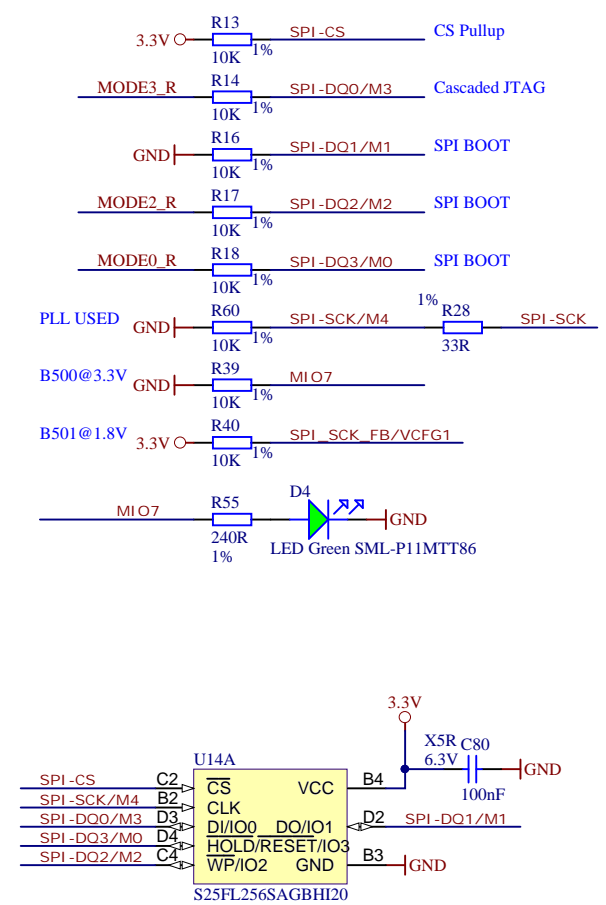 R13
3.3V SPI-CS CS Pullup
10K 1%
R14
MODE3_R SPI-DQ0/M3 Cascaded JTAG
10K 1%
R16
GND SPI-DQ1/M1 SPI BOOT
10K 1%
R17
MODE2_R SPI-DQ2/M2 SPI BOOT
10K 1%
R18
MODE0_R SPI-DQ3/M0 SPI BOOT
10K 1%
R60 1% R28
PLL USED GND SPI-SCK/M4 SPI-SCK
10K 1% 33R
R39
B500@3.3V GND MIO7
10K 1%
R40
B501@1.8V 3.3V SPI_SCK_FB/VCFG1
10K 1%
MIO7 R55 D4
GND
240R LED Green SML-P11MTT86
1%
3.3V
X5R C80
6.3V GND
100nF
U14A
SPI-CS C2 CS VCC B4
SPI-SCK/M4 B2 CLK
SPI-DQ0/M3 D3 DI/IO0 DO/IO1 D2 SPI-DQ1/M1
SPI-DQ3/M0 D4 HOLD/RESET/IO3
SPI-DQ2/M2 C4 WP/IO2 GND B3 GND
S25FL256SAGBHI20